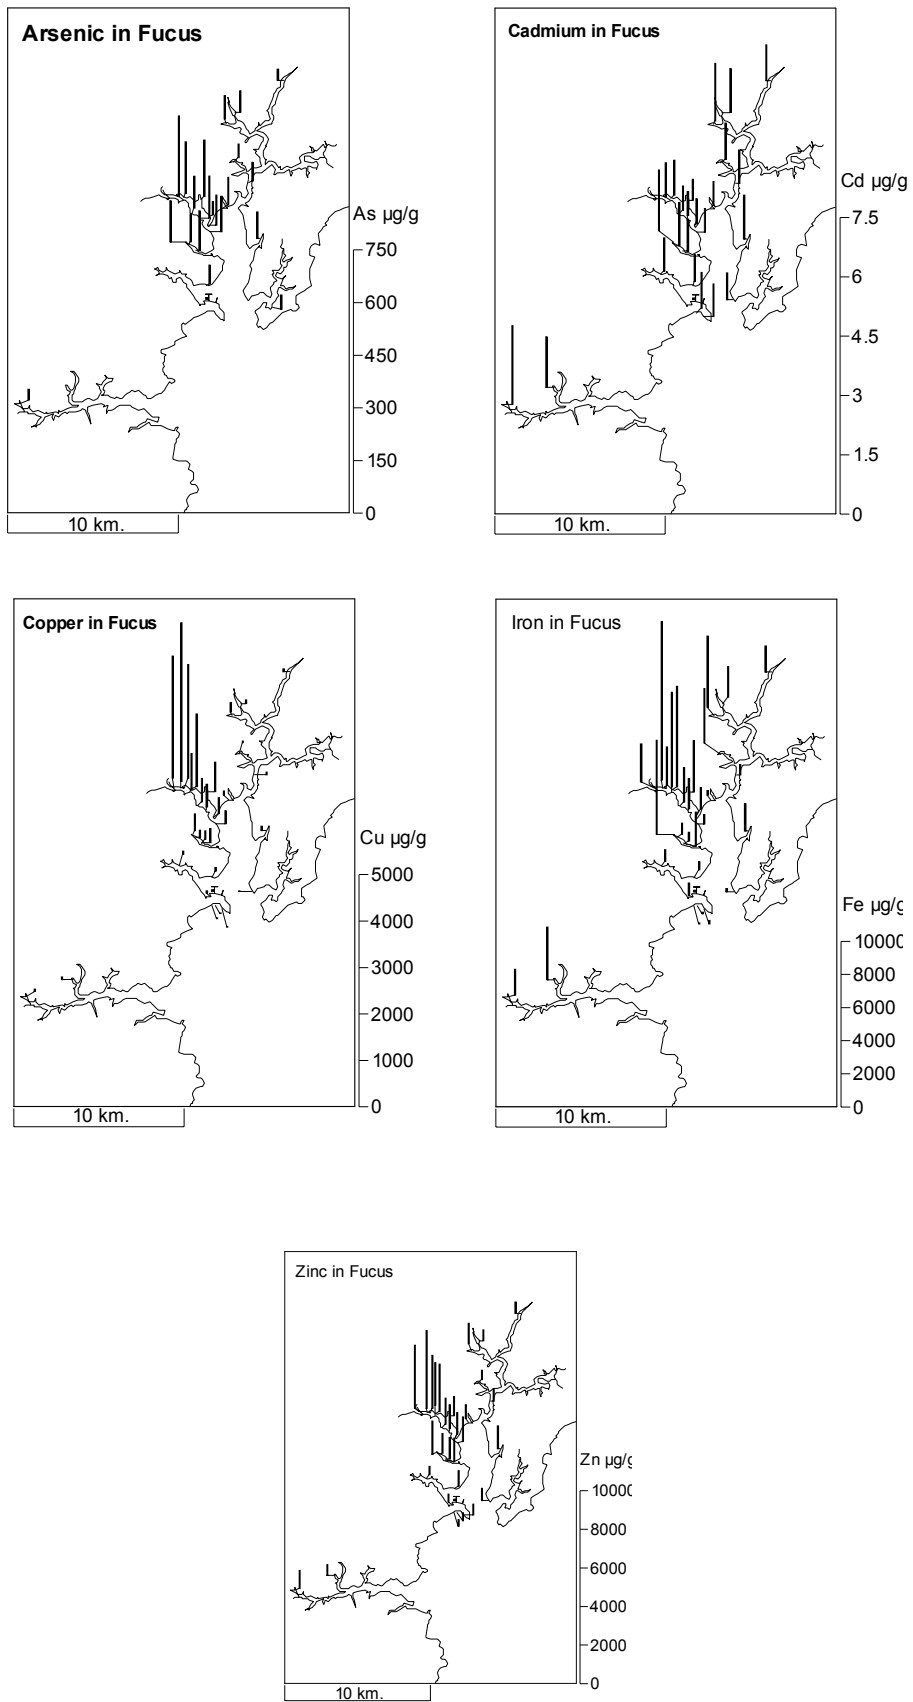 Arsenic in Fucus
As µg/g
750
600
450
300
150
0
10 km.
Cadmium in Fucus
Cd µg/g
7.5
6
4.5
3
1.5
0
10 km.
Copper in Fucus
Cu µg/g
5000
4000
3000
2000
1000
0
10 km.
Iron in Fucus
Fe µg/g
10000
8000
6000
4000
2000
0
10 km.
Zinc in Fucus
Zn µg/g
10000
8000
6000
4000
2000
0
10 km.